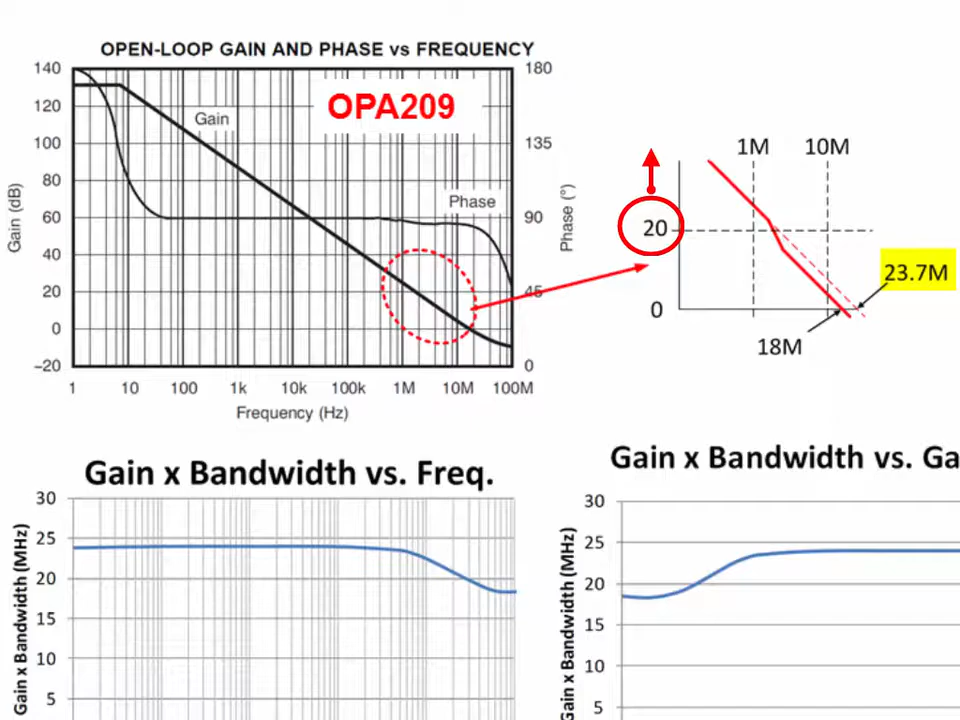 OPEN-LOOP GAIN AND PHASE vs FREQUENCY
140
120
100
80
60
40
20
0
−20
Gain (dB)
180
135
90
45
0
Phase (°)
Gain
OPA209
Phase
1 10 100 1k 10k 100k 1M 10M 100M
Frequency (Hz)
1M 10M
20
0
23.7M
18M
Gain x Bandwidth vs. Freq.
30
25
20
15
10
5
Gain x Bandwidth (MHz)
Gain x Bandwidth vs. Ga
30
25
20
15
10
5
Gain x Bandwidth (MHz)